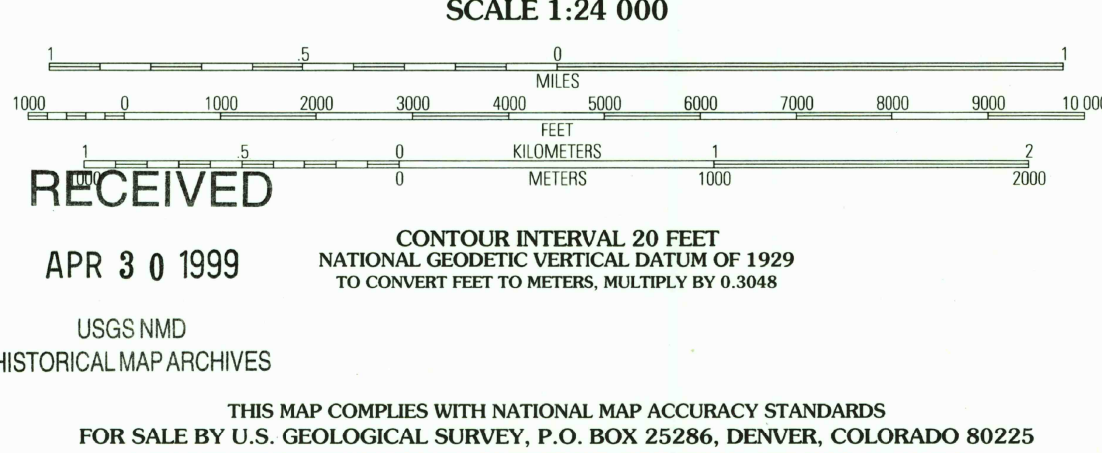 SCALE 1:24 000
1 .5 0 1
MILES
1000 0 1000 2000 3000 4000 5000 6000 7000 8000 9000 10 000
FEET
1 .5 0 KILOMETERS 1 2
1000 0 METERS 1000 2000
RECEIVED
APR 30 1999
USGS NMD
HISTORICAL MAP ARCHIVES
CONTOUR INTERVAL 20 FEET
NATIONAL GEODETIC VERTICAL DATUM OF 1929
TO CONVERT FEET TO METERS, MULTIPLY BY 0.3048
THIS MAP COMPLIES WITH NATIONAL MAP ACCURACY STANDARDS
FOR SALE BY U.S. GEOLOGICAL SURVEY, P.O. BOX 25286, DENVER, COLORADO 80225